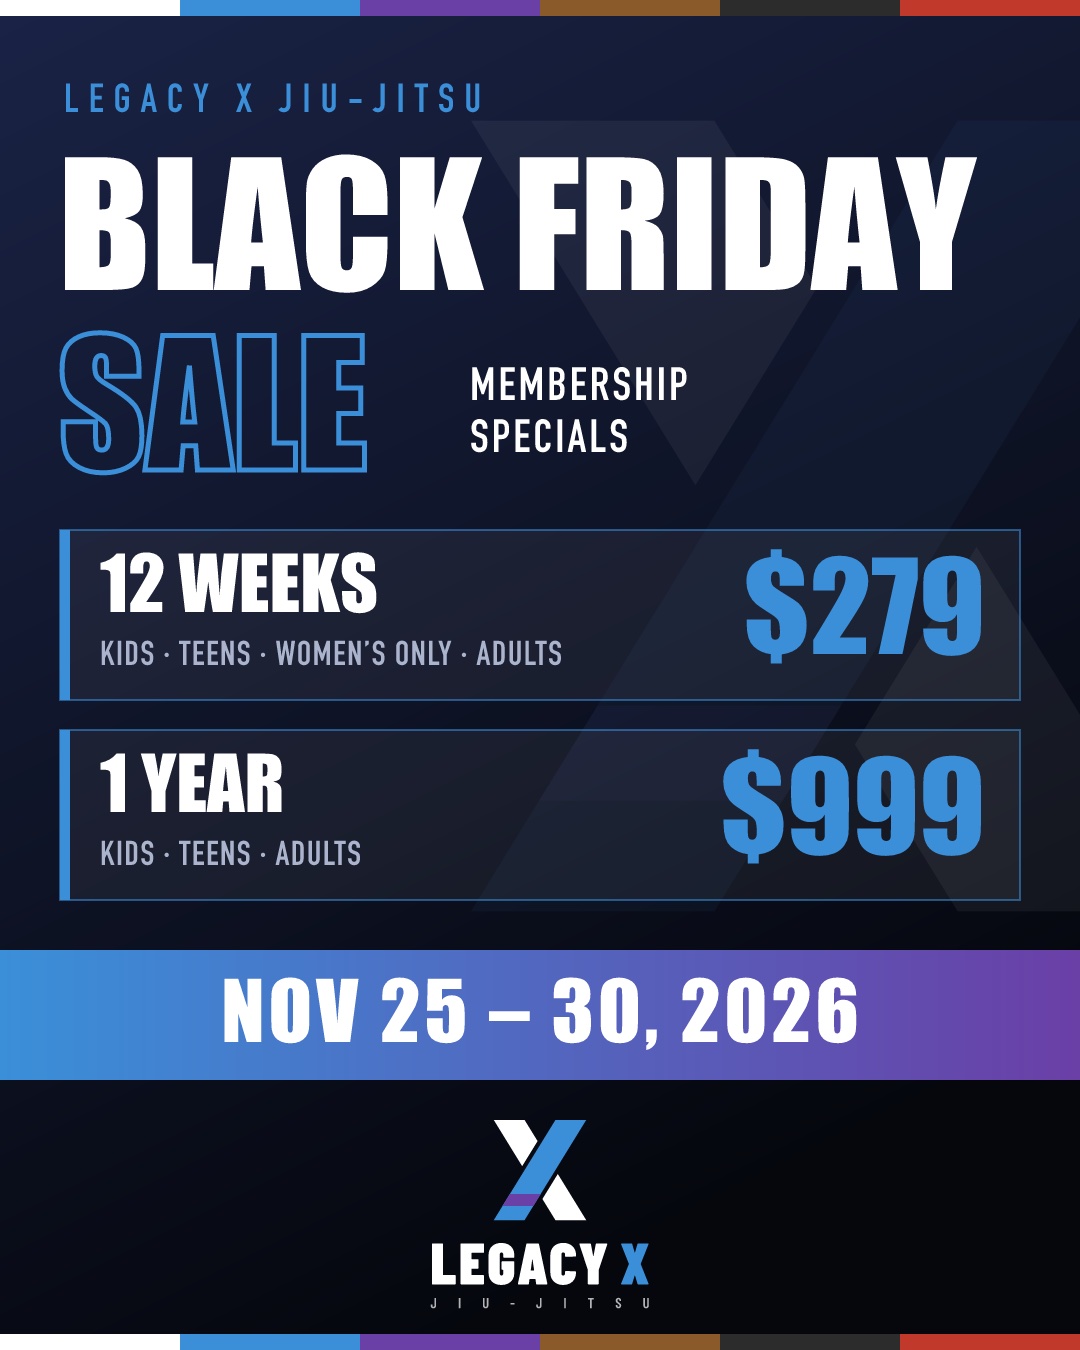 LEGACY X JIU-JITSU
BLACK FRIDAY
SALE
MEMBERSHIP
SPECIALS
12 WEEKS
$279
KIDS · TEENS · WOMEN’S ONLY · ADULTS
1 YEAR
$999
KIDS · TEENS · ADULTS
NOV 25 – 30, 2026
LEGACY X
JIU-JITSU